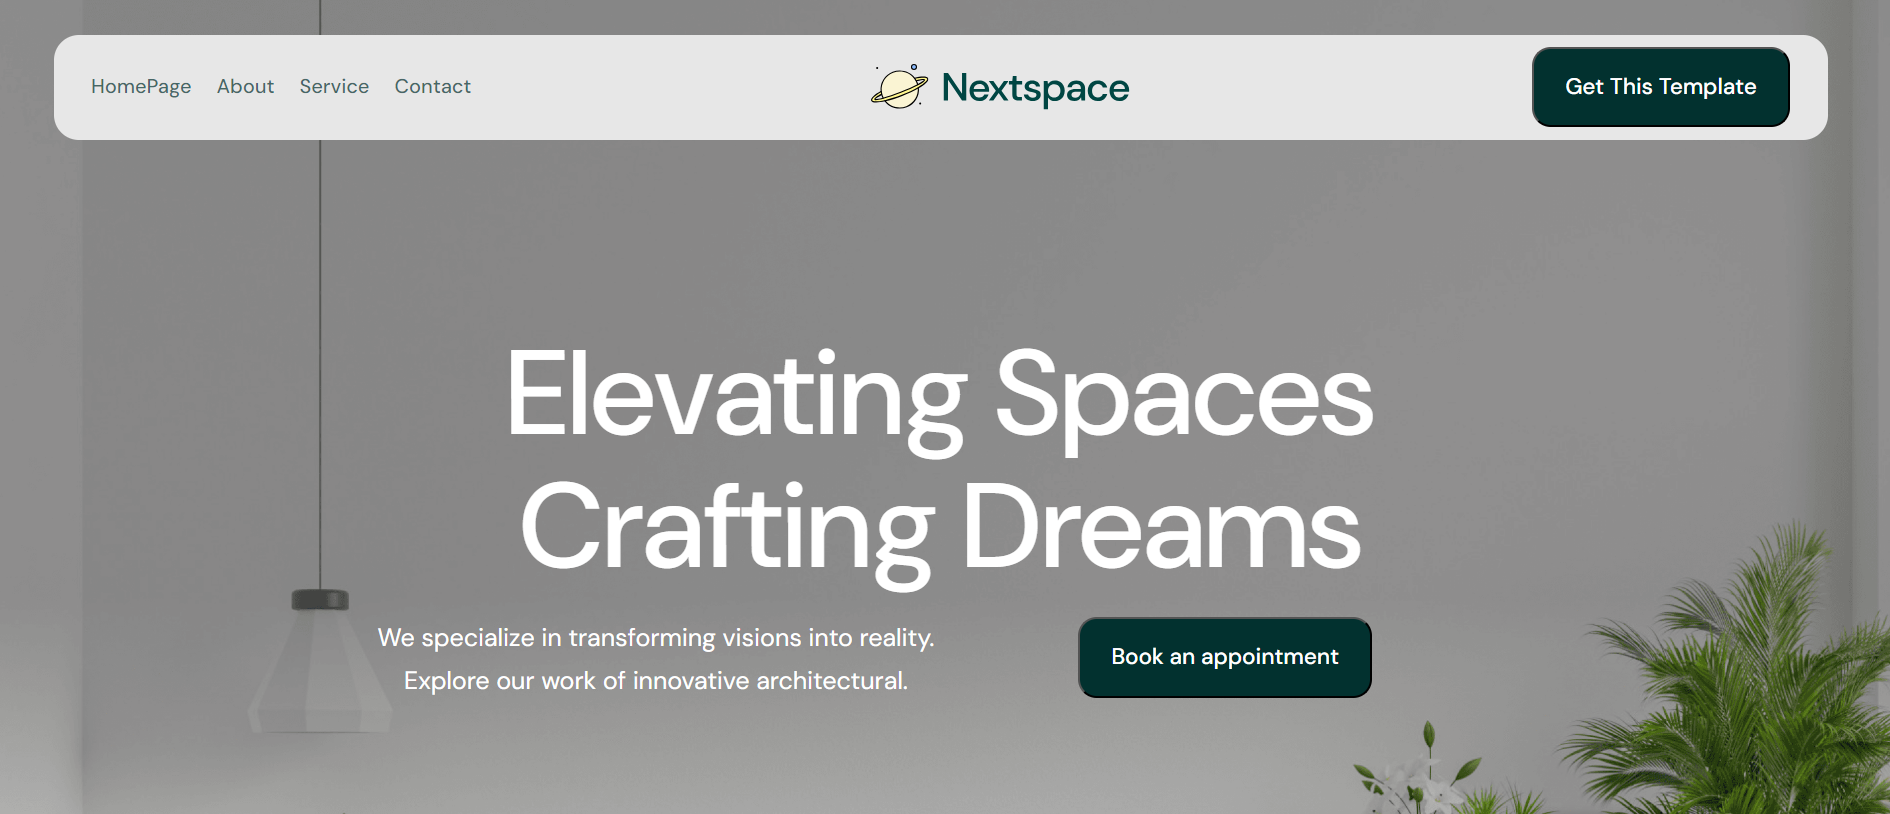 HomePage About Service Contact
Nextspace
Get This Template
Elevating Spaces
Crafting Dreams
We specialize in transforming visions into reality.
Explore our work of innovative architectural.
Book an appointment